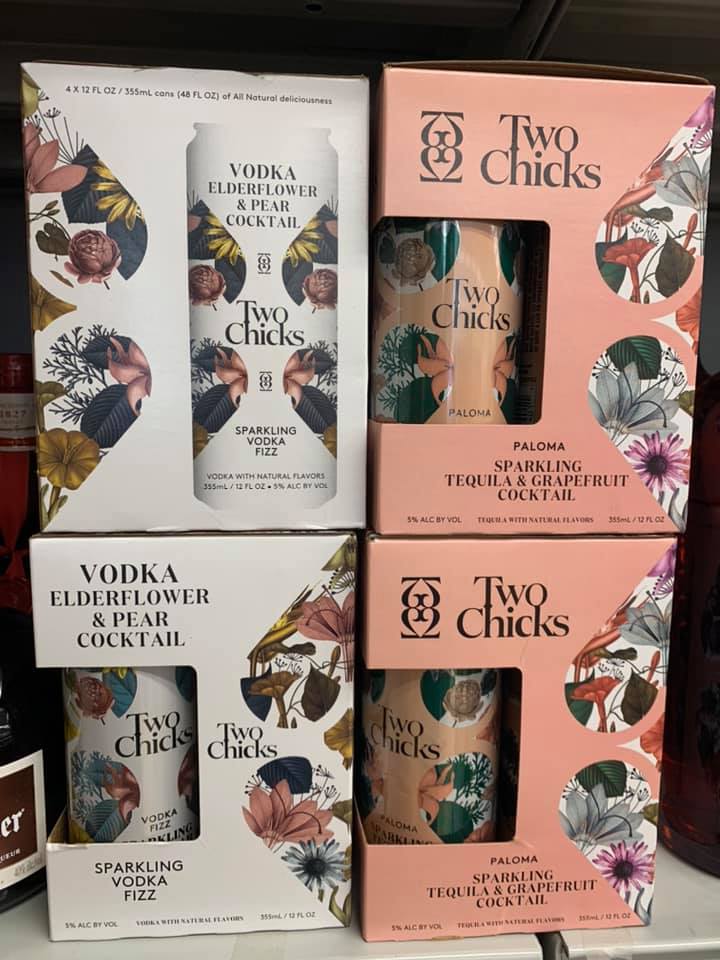 4 X 12 FL OZ / 355mL cans (48 FL OZ) of All Natural deliciousness
VODKA
ELDERFLOWER
& PEAR
COCKTAIL
Two
Chicks
SPARKLING
VODKA
FIZZ
VODKA WITH NATURAL FLAVORS
355mL / 12 FL OZ • 5% ALC BY VOL
Two
Chicks
Two
Chicks
PALOMA
PALOMA
SPARKLING
TEQUILA & GRAPEFRUIT
COCKTAIL
5% ALC BY VOL TEQUILA WITH NATURAL FLAVORS 355mL / 12 FL OZ
VODKA
ELDERFLOWER
& PEAR
COCKTAIL
Two
Chicks
Two
Chicks
VODKA
FIZZ
SPARKLING
SPARKLING
VODKA
FIZZ
5% ALC BY VOL VODKA WITH NATURAL FLAVORS 355mL / 12 FL OZ
Two
Chicks
Two
Chicks
PALOMA
SPARKLING
PALOMA
SPARKLING
TEQUILA & GRAPEFRUIT
COCKTAIL
5% ALC BY VOL TEQUILA WITH NATURAL FLAVORS 355mL / 12 FL OZ
1827
er